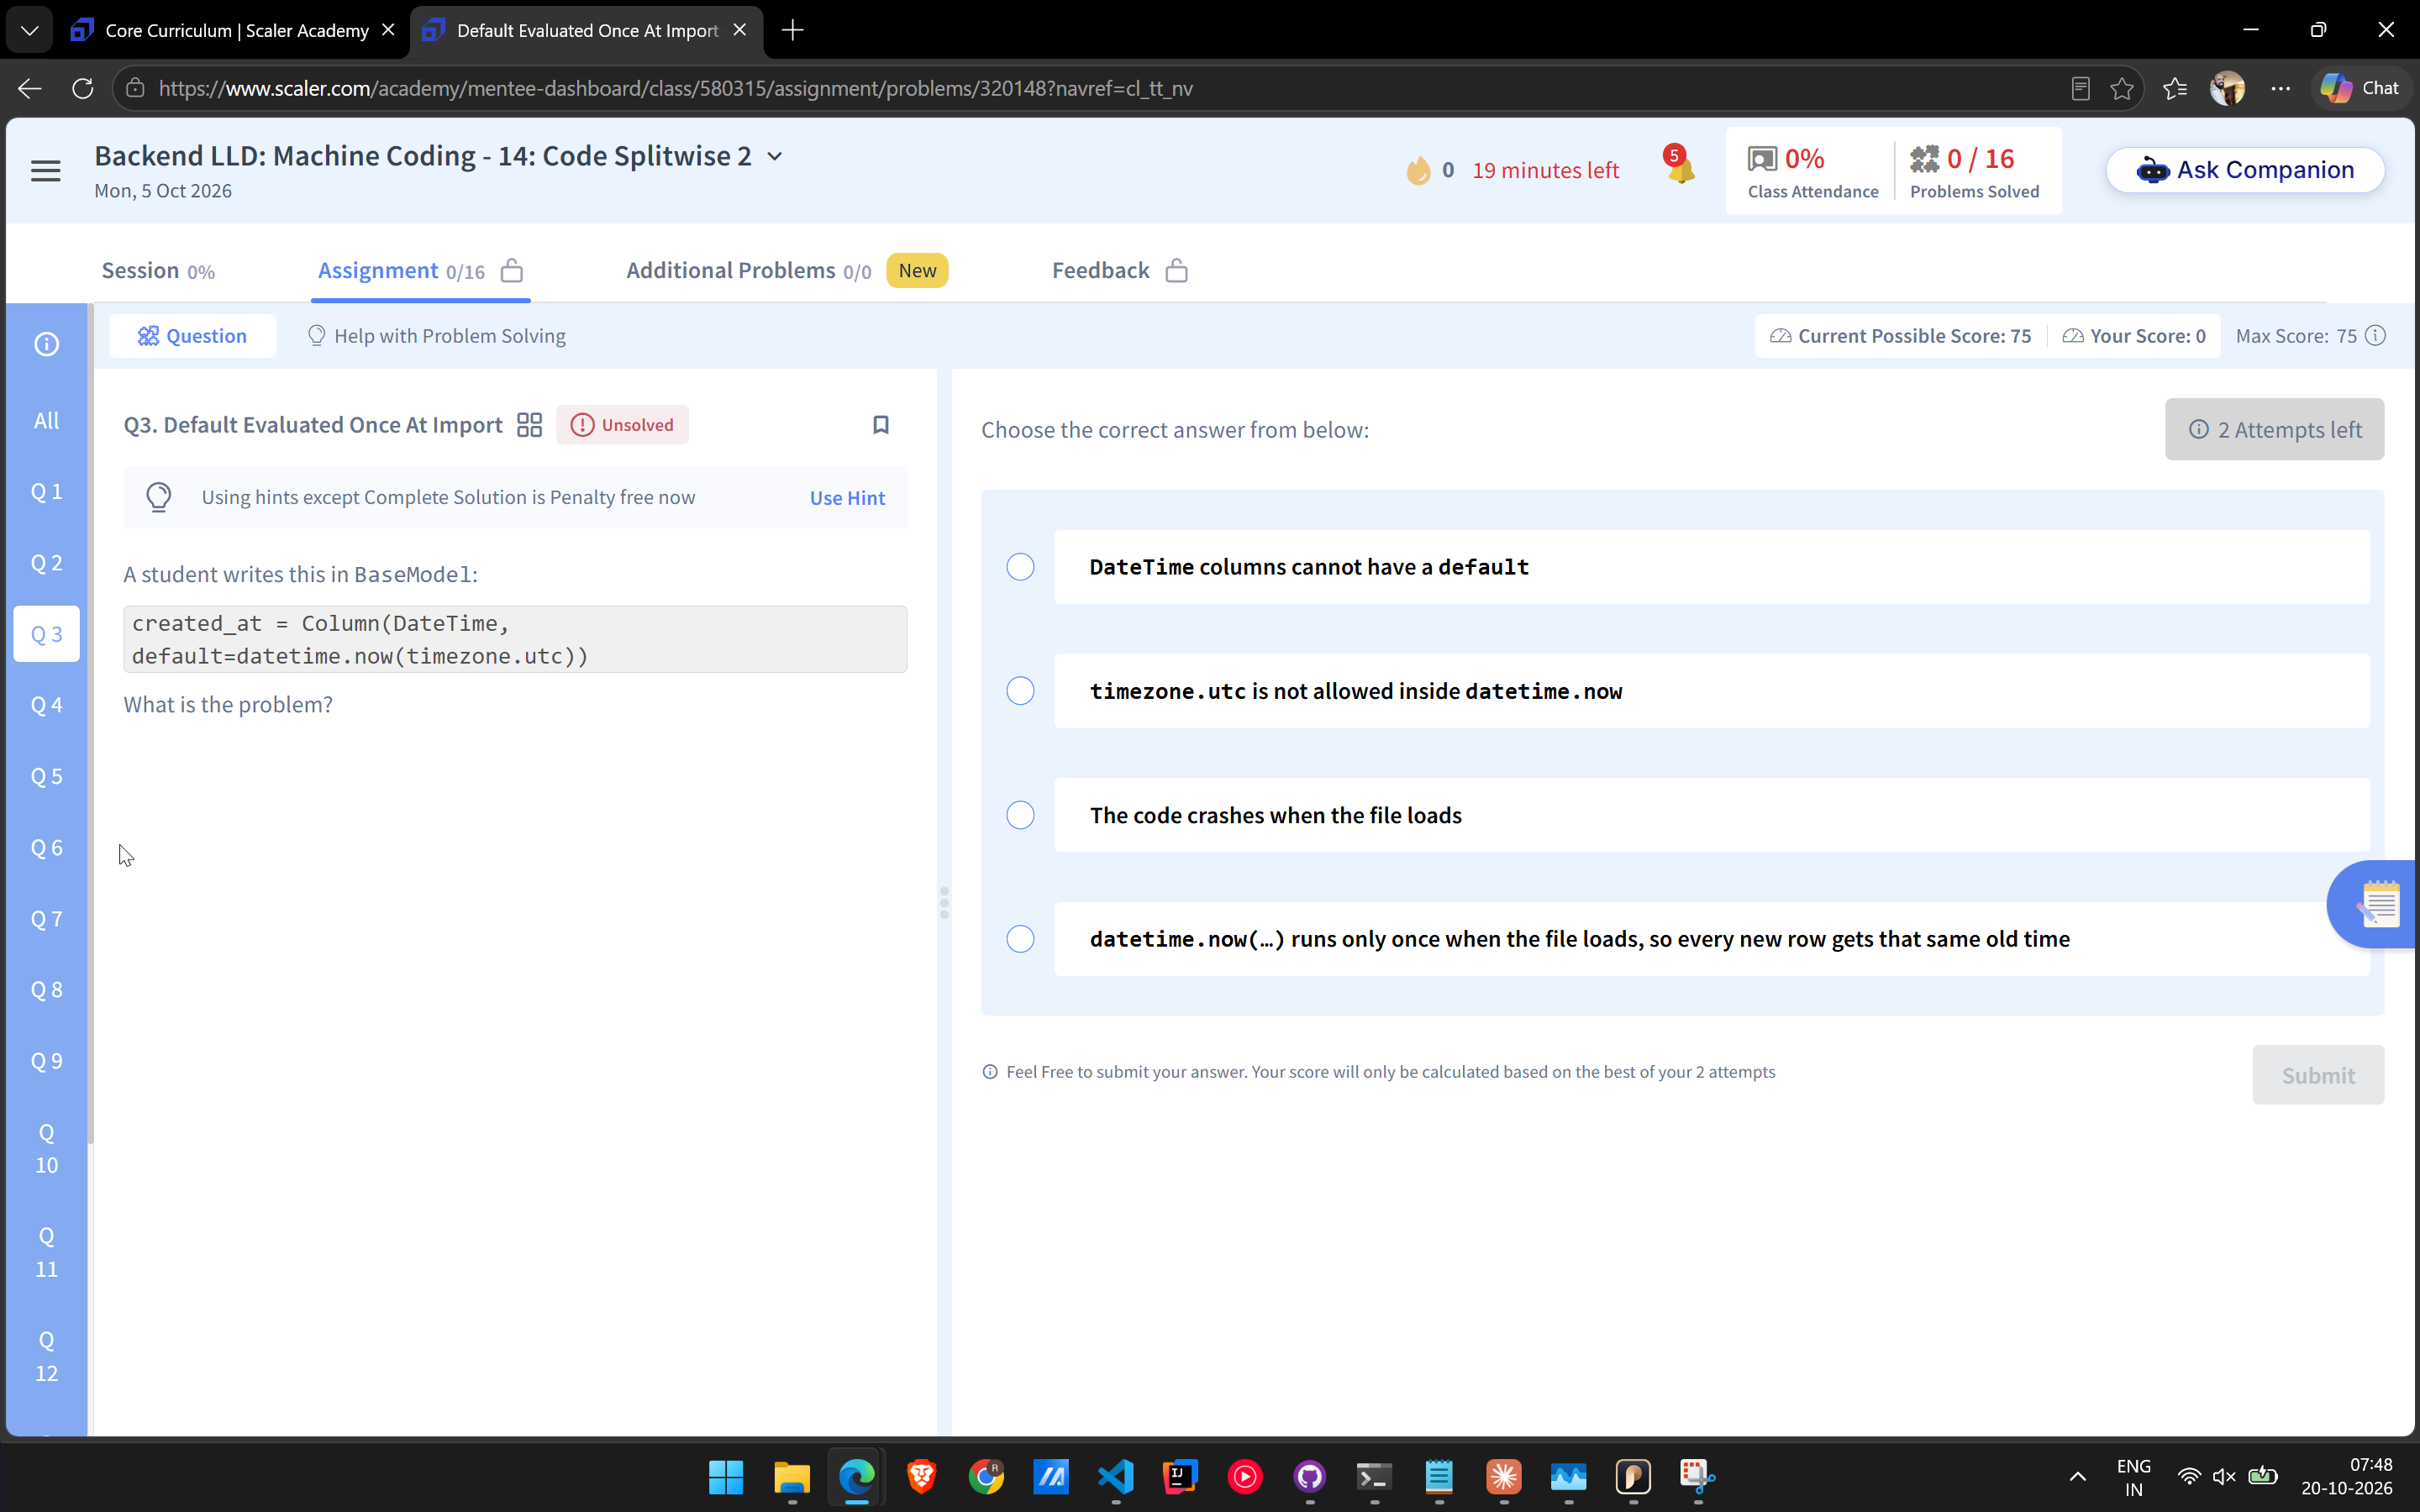 Core Curriculum | Scaler Academy
Default Evaluated Once At Import
https://www.scaler.com/academy/mentee-dashboard/class/580315/assignment/problems/320148?navref=cl_tt_nv
Chat
Backend LLD: Machine Coding - 14: Code Splitwise 2
Mon, 5 Oct 2026
0
19 minutes left
5
0%
Class Attendance
0 / 16
Problems Solved
Ask Companion
Session 0%
Assignment 0/16
Additional Problems 0/0
New
Feedback
Question
Help with Problem Solving
Current Possible Score: 75
Your Score: 0
Max Score: 75
All
Q 1
Q 2
Q 3
Q 4
Q 5
Q 6
Q 7
Q 8
Q 9
Q
10
Q
11
Q
12
Q3. Default Evaluated Once At Import
Unsolved
Using hints except Complete Solution is Penalty free now
Use Hint
A student writes this in BaseModel:
created_at = Column(DateTime,
default=datetime.now(timezone.utc))
What is the problem?
Choose the correct answer from below:
2 Attempts left
DateTime columns cannot have a default
timezone.utc is not allowed inside datetime.now
The code crashes when the file loads
datetime.now(…) runs only once when the file loads, so every new row gets that same old time
Feel Free to submit your answer. Your score will only be calculated based on the best of your 2 attempts
Submit
R
IJ
ENG
IN
07:48
20-10-2026